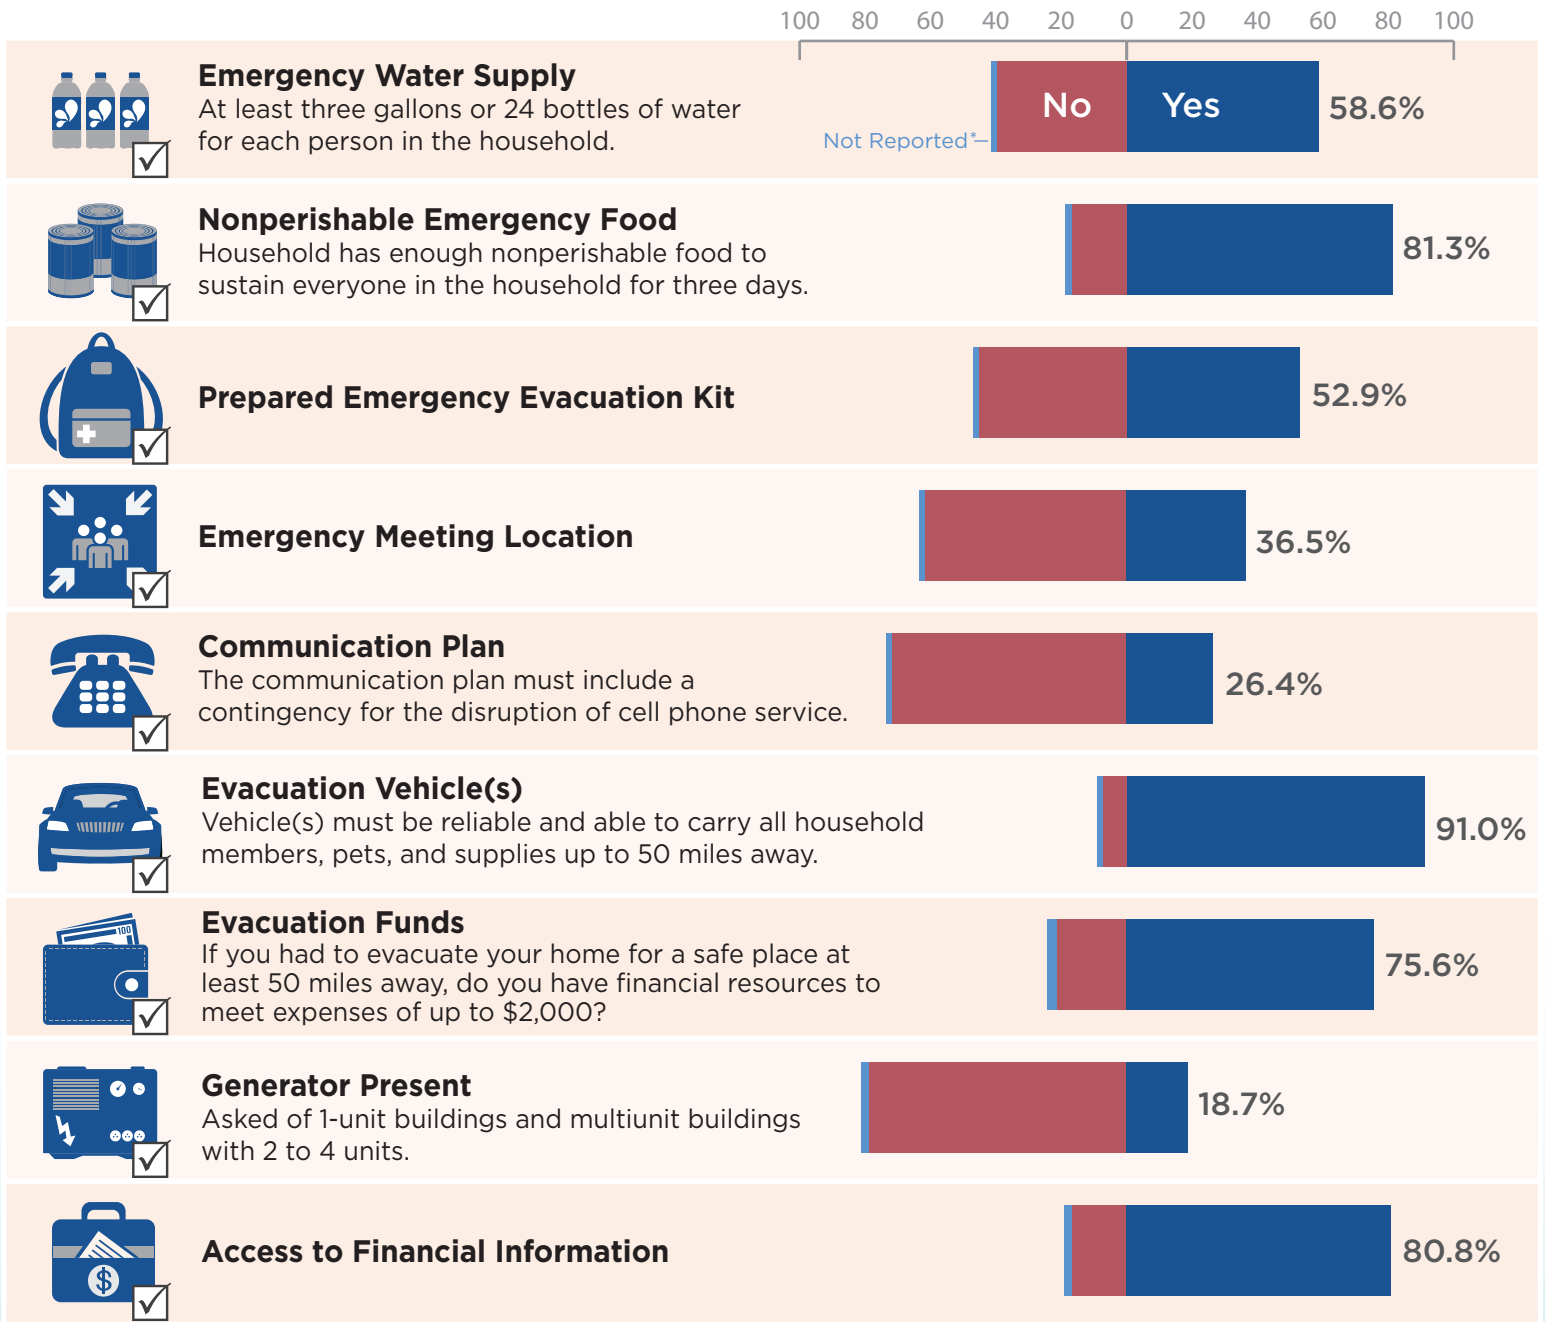 100 80 60 40 20 0 20 40 60 80 100
Emergency Water Supply
At least three gallons or 24 bottles of water
for each person in the household.
Not Reported*
No Yes 58.6%
Nonperishable Emergency Food
Household has enough nonperishable food to
sustain everyone in the household for three days.
81.3%
Prepared Emergency Evacuation Kit
52.9%
Emergency Meeting Location
36.5%
Communication Plan
The communication plan must include a
contingency for the disruption of cell phone service.
26.4%
Evacuation Vehicle(s)
Vehicle(s) must be reliable and able to carry all household
members, pets, and supplies up to 50 miles away.
91.0%
100
Evacuation Funds
If you had to evacuate your home for a safe place at
least 50 miles away, do you have financial resources to
meet expenses of up to $2,000?
75.6%
Generator Present
Asked of 1-unit buildings and multiunit buildings
with 2 to 4 units.
18.7%
$
Access to Financial Information
80.8%